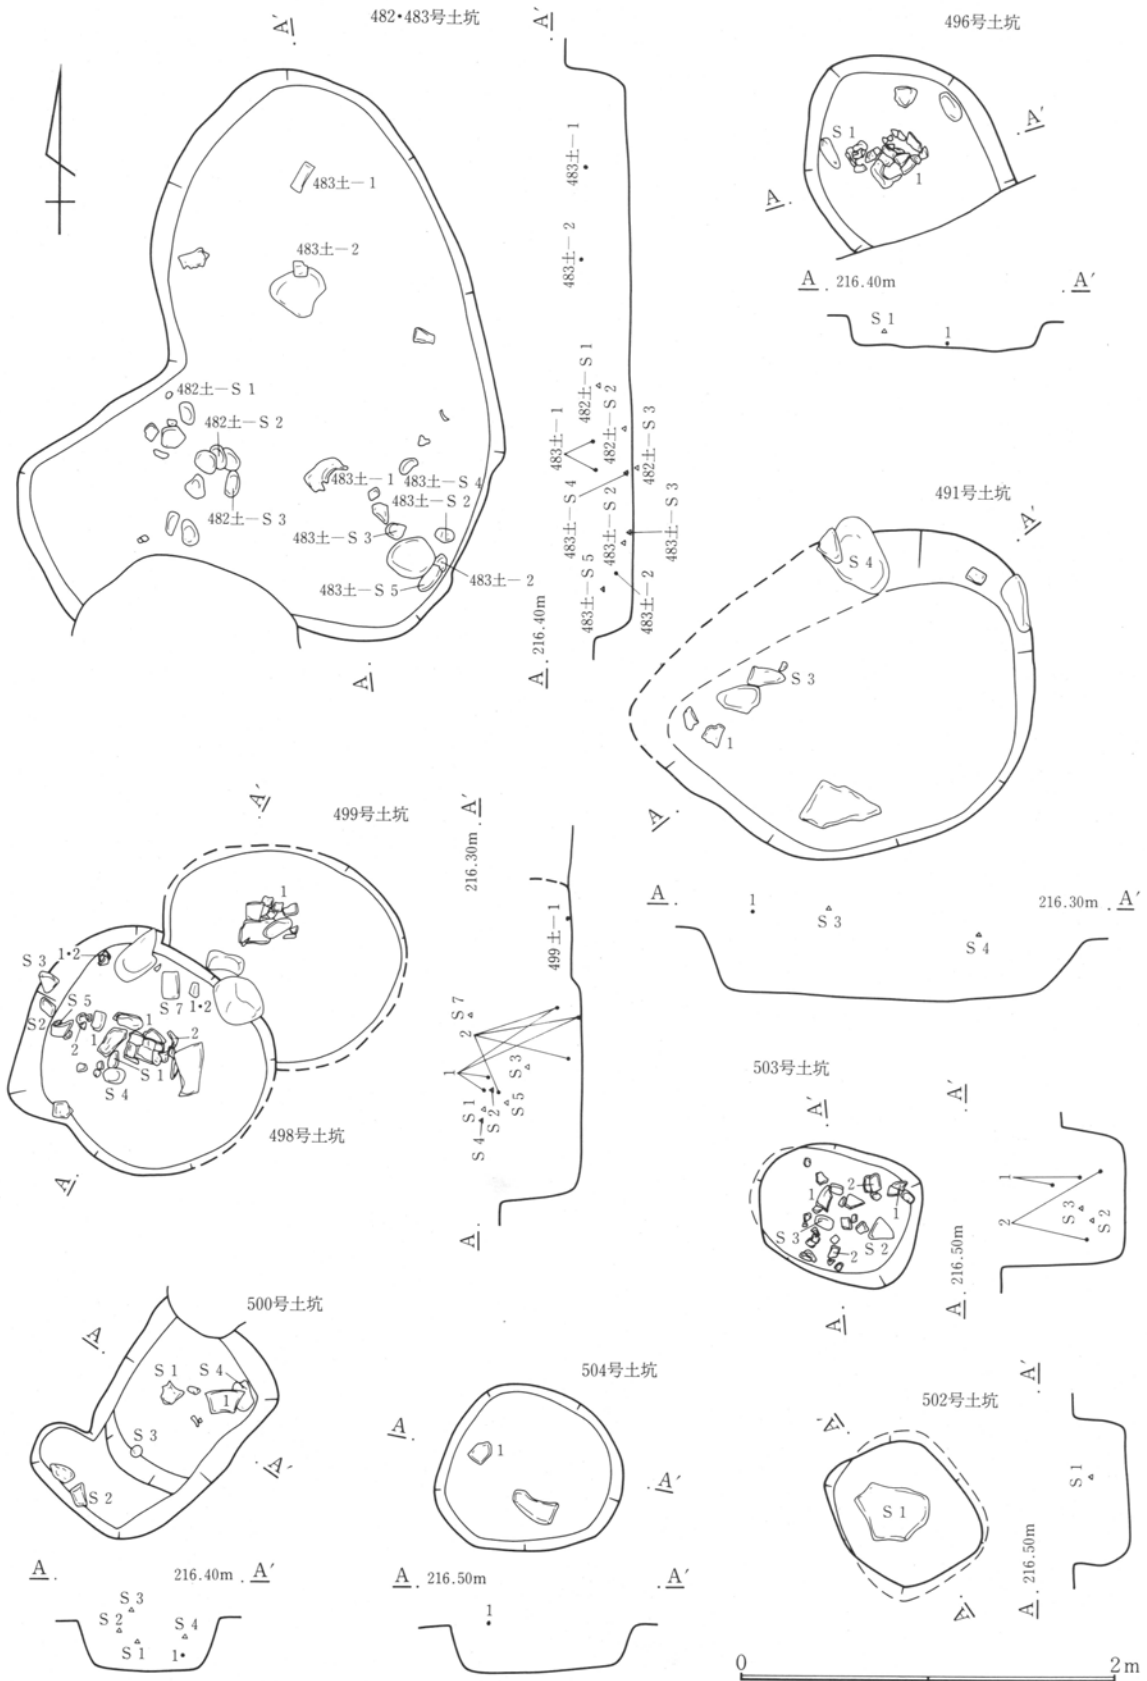 482•483号土坑
A′
A′
483土—1
483土—2
482土—S 1
482土—S 2
482土—S 3
483土—1
483土—S 4
483土—S 2
483土—S 3
483土—2
483土—S 5
A
A 216.40m
483土—1
483土—2
482土—S 1
482土—S 2
482土—S 3
483土—1
483土—S 4
483土—S 2
483土—S 3
483土—S 5
483土—2
496号土坑
A′
S 1
1
A
A 216.40m A′
S 1
1
491号土坑
A′
S 4
S 3
1
A
A 216.30m A′
1
S 3
S 4
499号土坑
A′
1
1•2
S 3
S 5
S 2
2
1
1
S 7
1•2
2
S 1
S 4
498号土坑
A
A′
216.30m
499土—1
S 7
2
S 3
1
S 1
S 2
S 5
S 4
A
503号土坑
A′
A′
2
1
1
S 3
S 2
2
A
A 216.50m
1
S 3
S 2
2
500号土坑
A
S 1
S 4
1
S 3
S 2
A′
A 216.40m A′
S 3
S 2
S 4
S 1
1
504号土坑
A
1
A′
A 216.50m A′
1
502号土坑
A′
A′
S 1
S 1
A
A 216.50m
0 2m